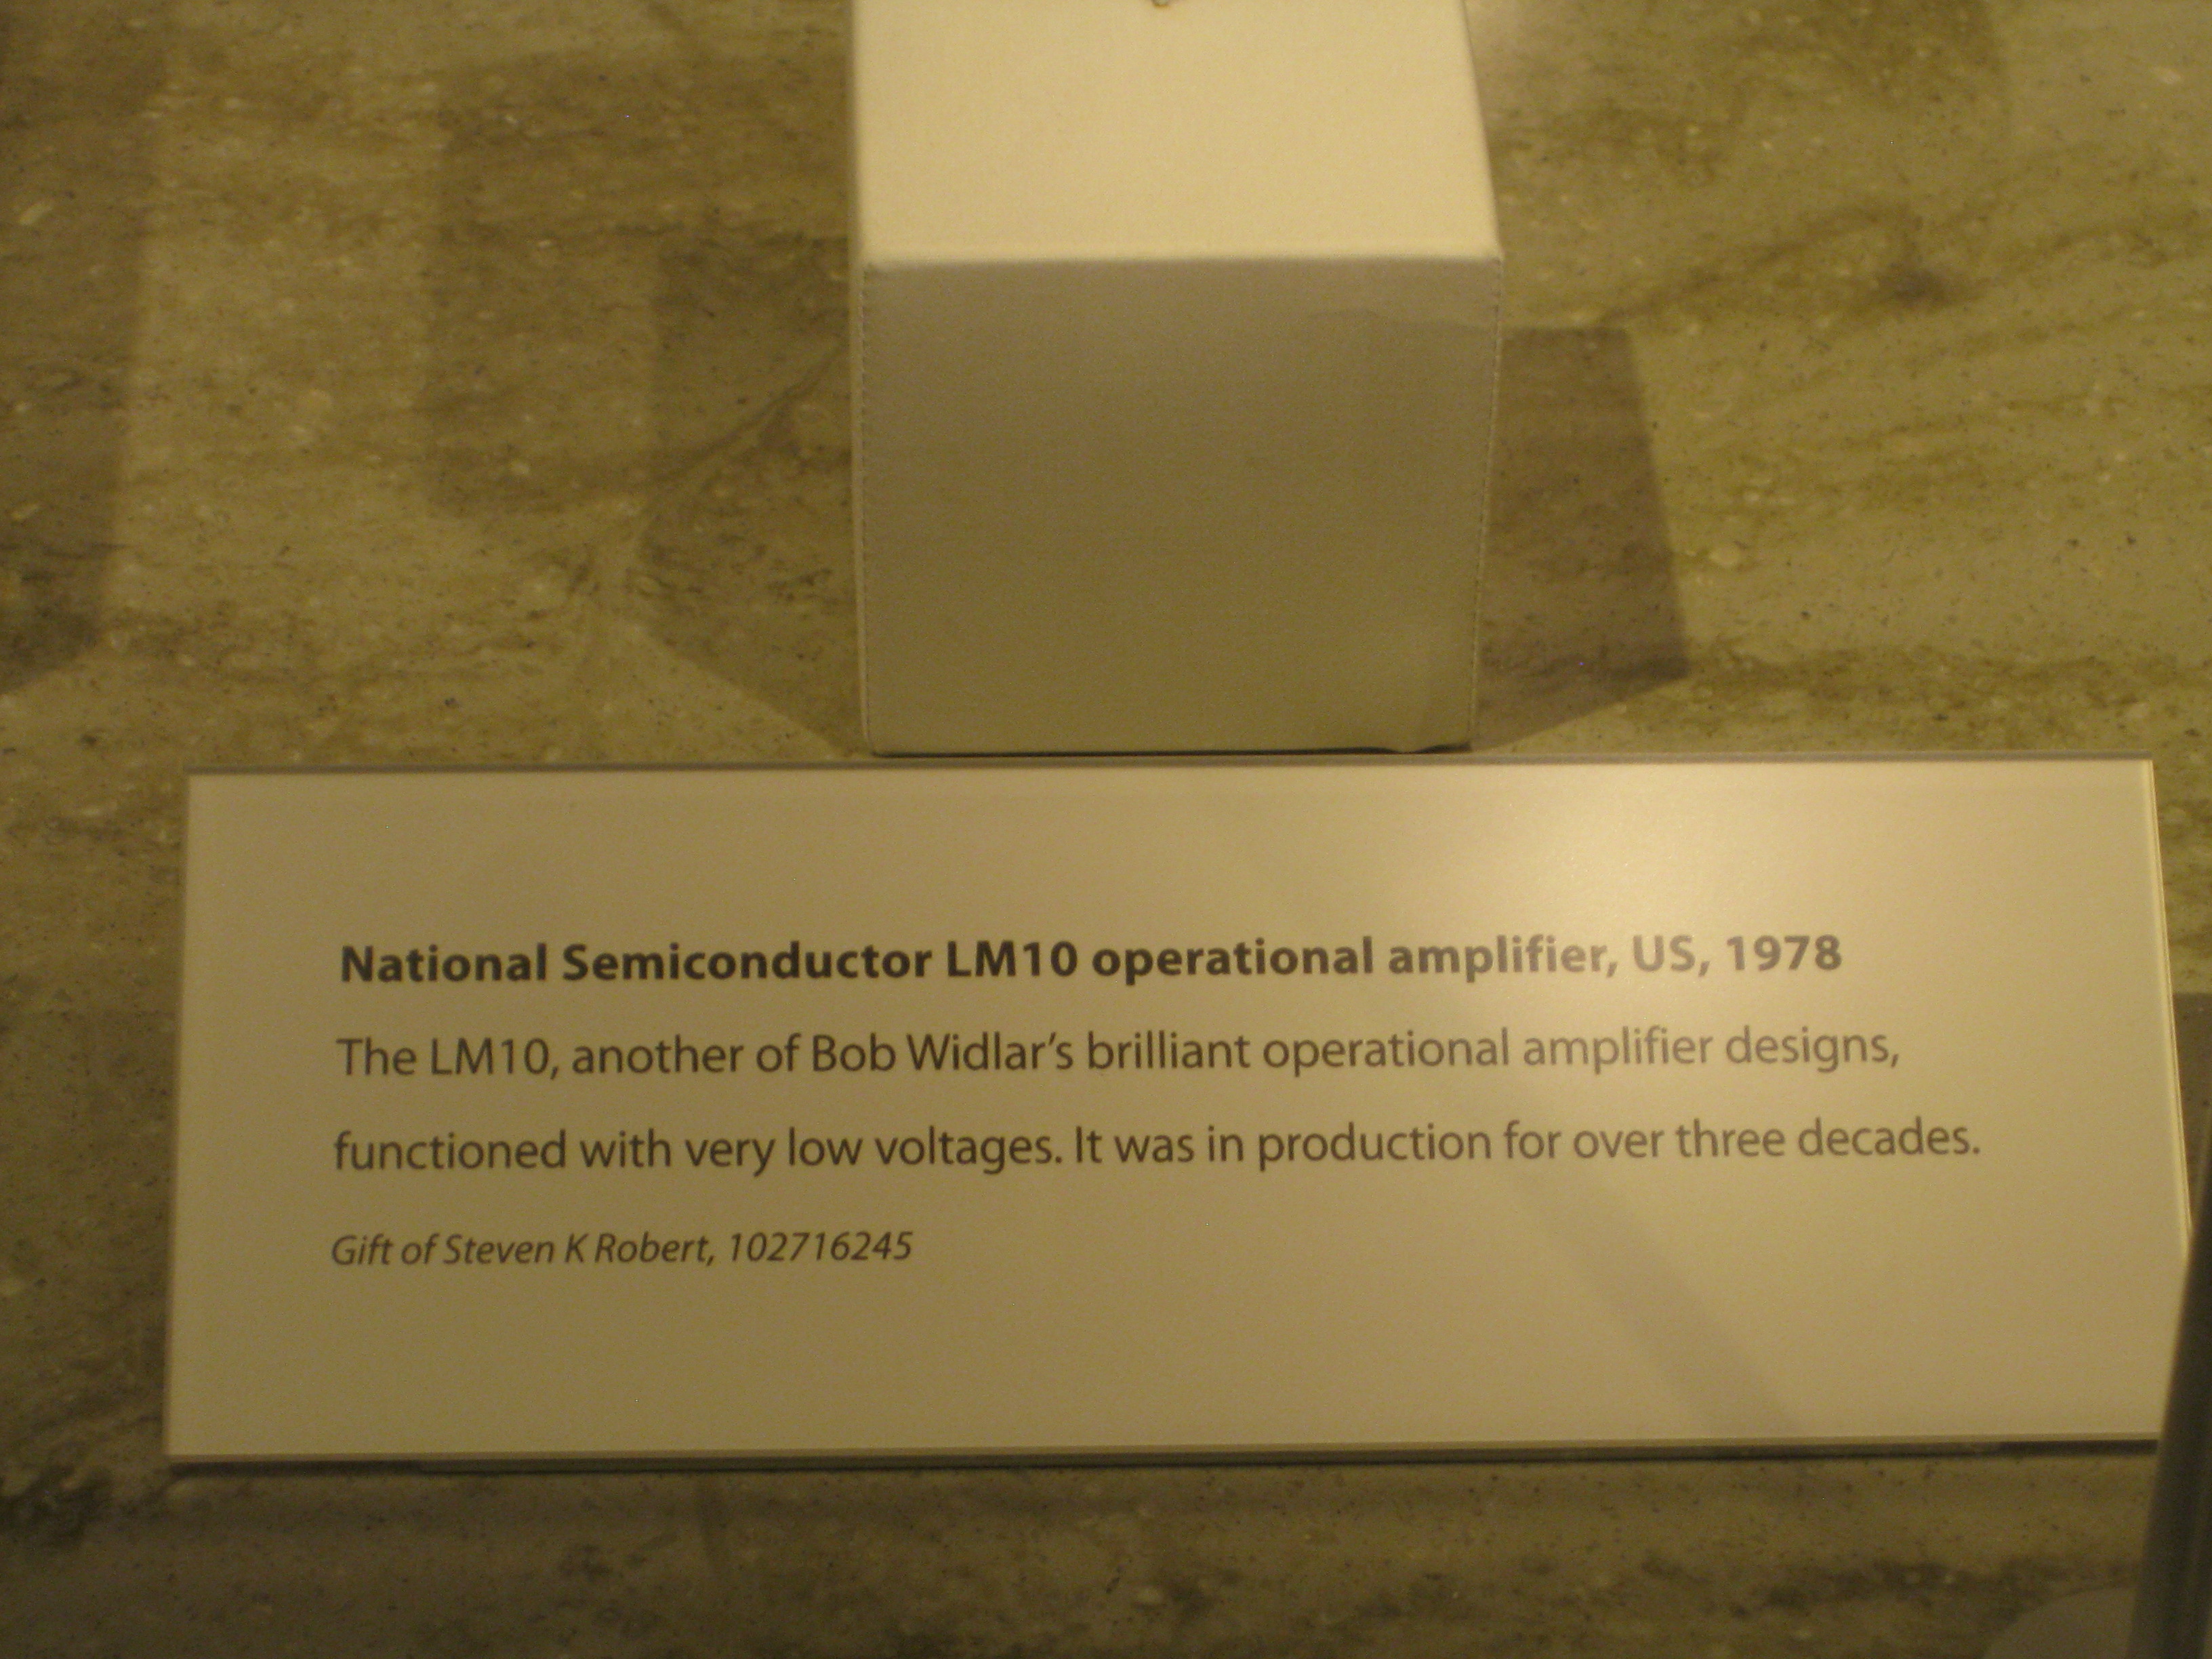 National Semiconductor LM10 operational amplifier, US, 1978
The LM10, another of Bob Widlar’s brilliant operational amplifier designs,
functioned with very low voltages. It was in production for over three decades.
Gift of Steven K Robert, 102716245